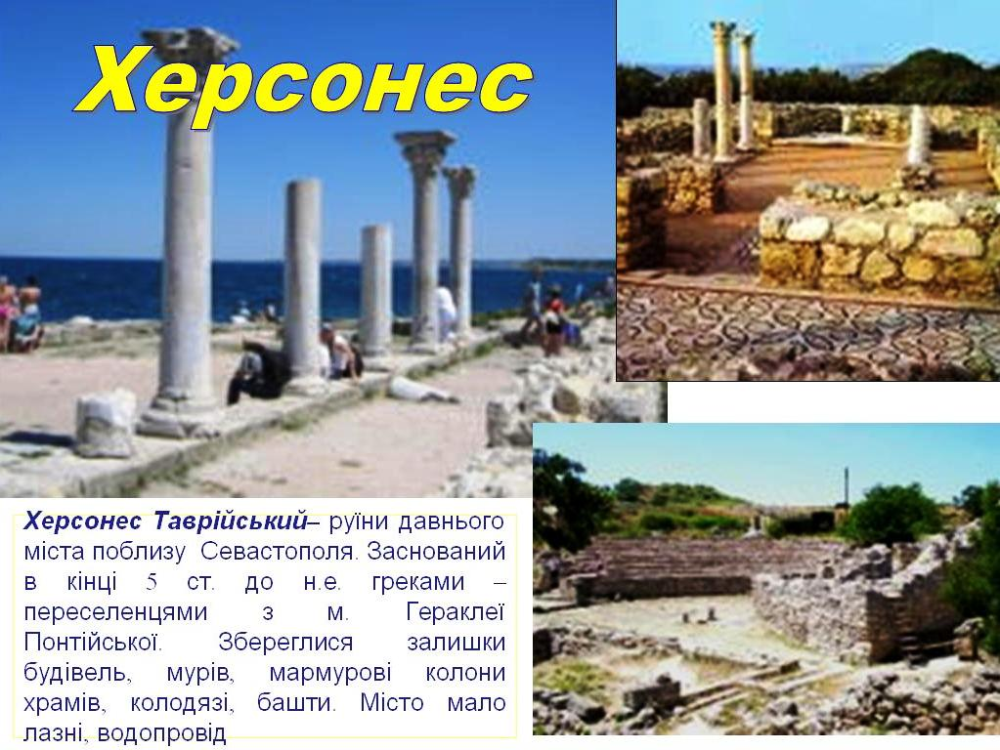 Херсонес
Херсонес Таврійський– руїни давнього
міста поблизу Севастополя. Заснований
в кінці 5 ст. до н.е. греками –
переселенцями з м. Гераклеї
Понтійської. Збереглися залишки
будівель, мурів, мармурові колони
храмів, колодязі, башти. Місто мало
лазні, водопровід